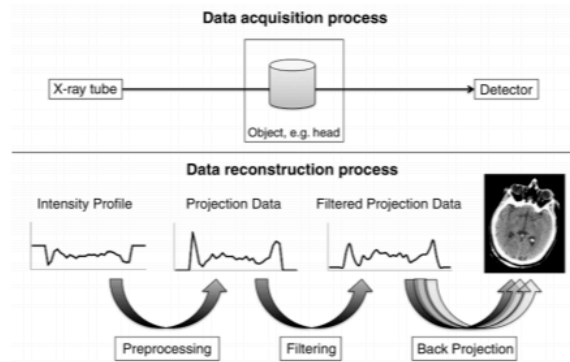 Data acquisition process
X-ray tube
Detector
Object, e.g. head
Data reconstruction process
Intensity Profile
Projection Data
Filtered Projection Data
Preprocessing
Filtering
Back Projection